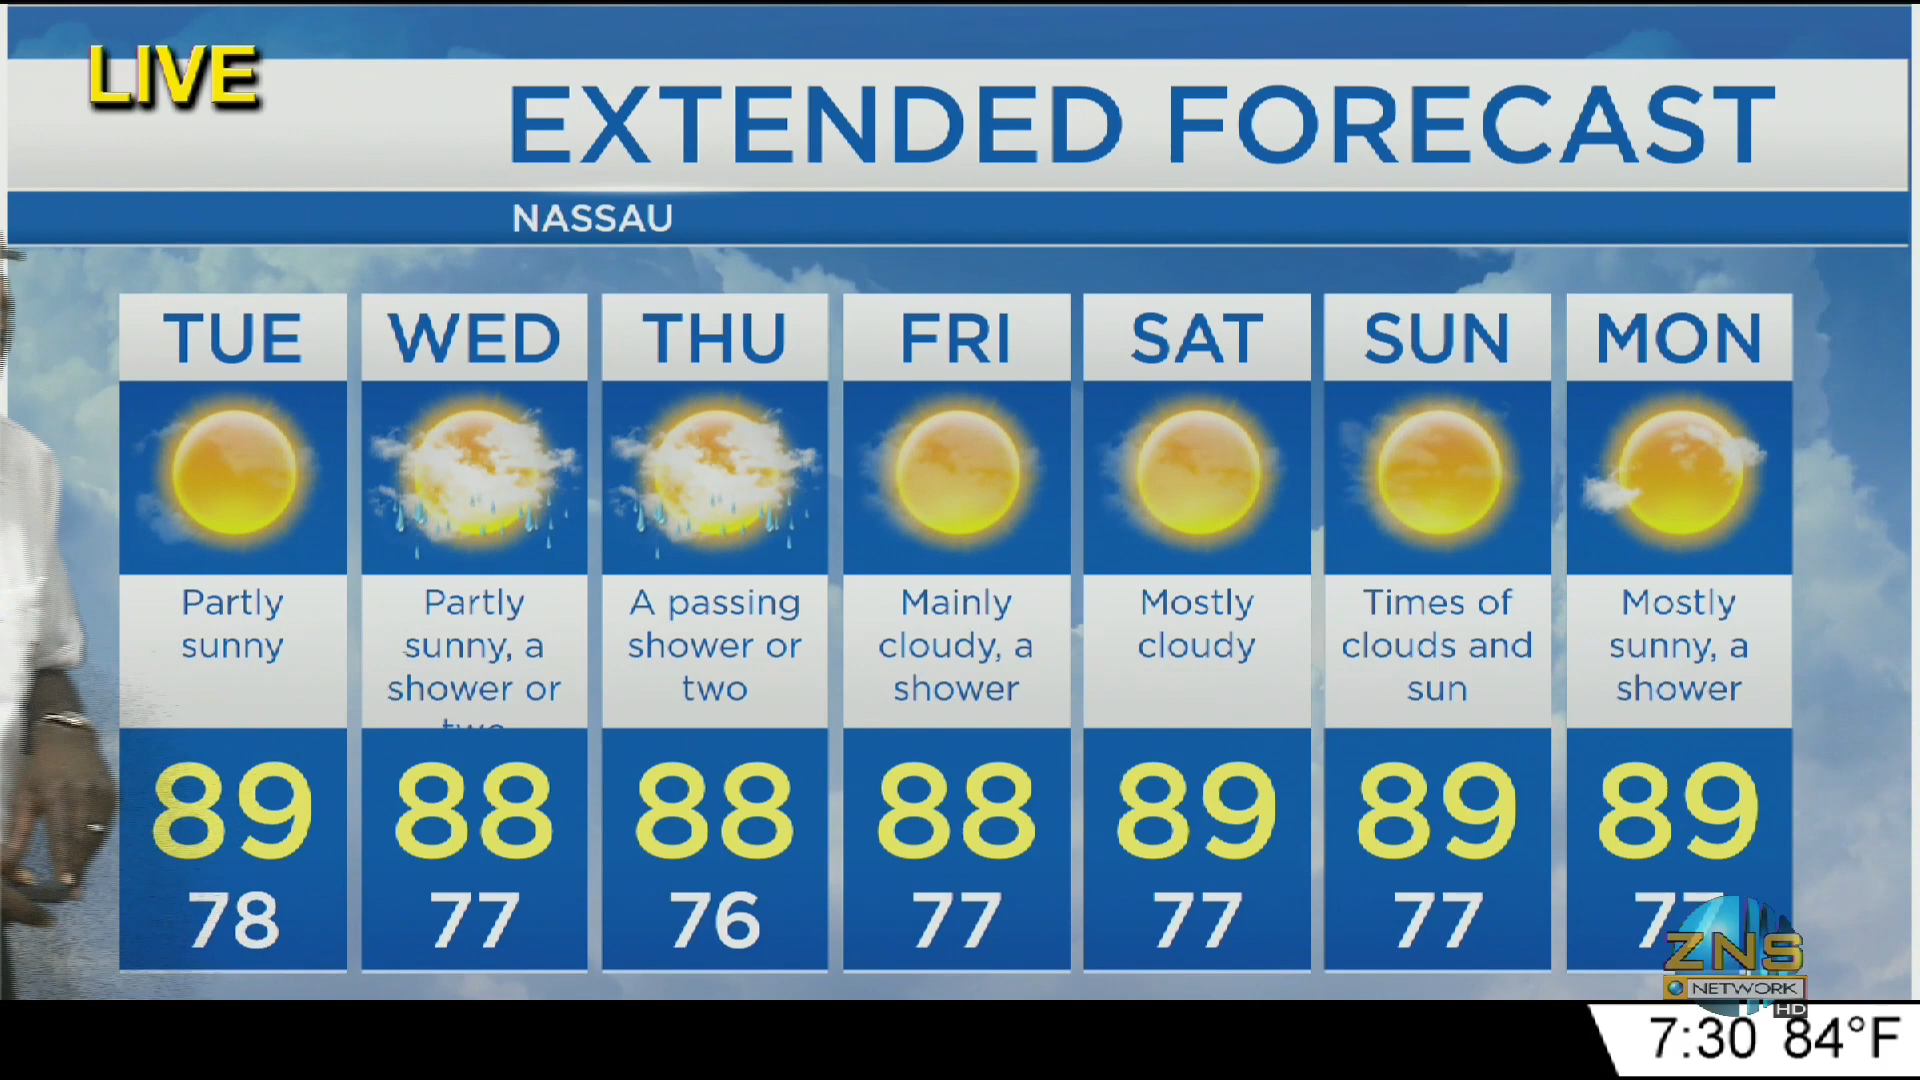 LIVE
EXTENDED FORECAST
NASSAU
TUE WED THU FRI SAT SUN MON
Partly
sunny
Partly
sunny, a
shower or
two
A passing
shower or
two
Mainly
cloudy, a
shower
Mostly
cloudy
Times of
clouds and
sun
Mostly
sunny, a
shower
89 88 88 88 89 89 89
78 77 76 77 77 77 77
ZNS
NETWORK
HD
7:30 84°F